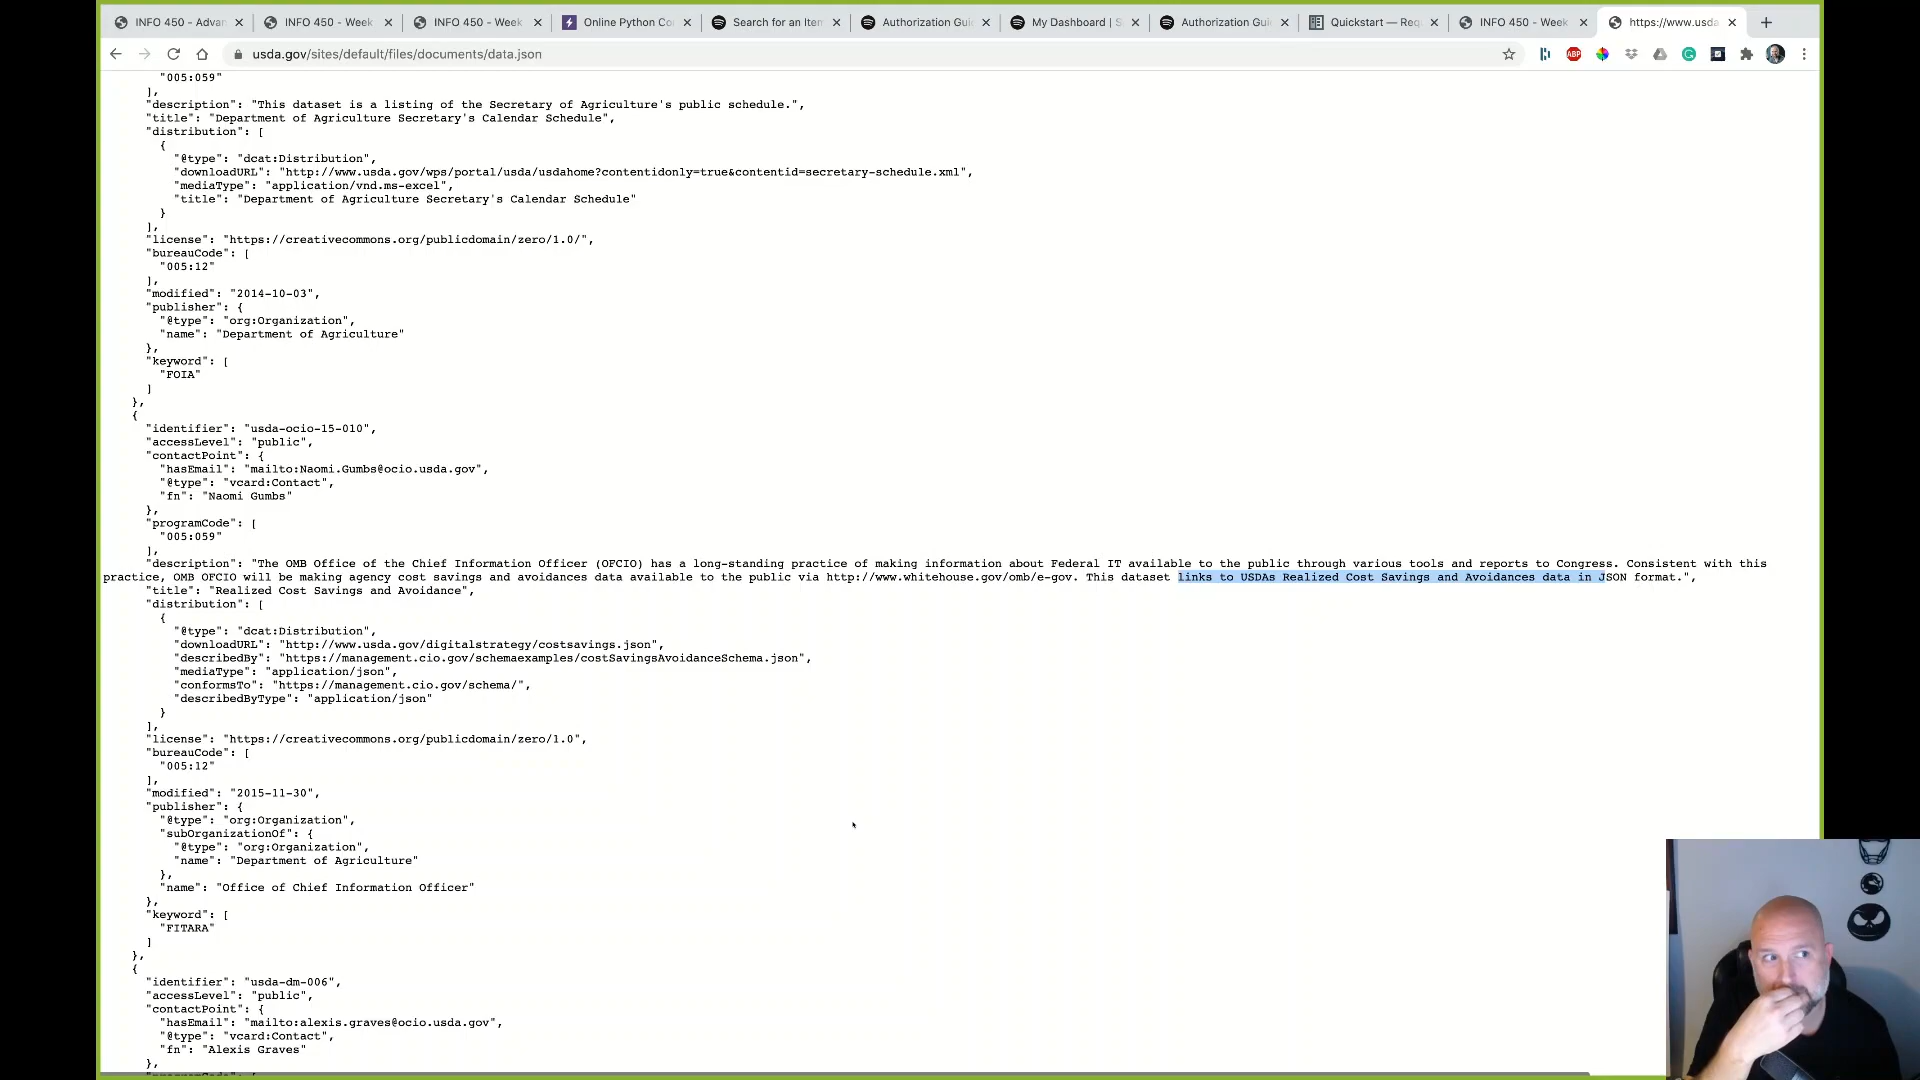 INFO 450 - Advan
INFO 450 - Week
INFO 450 - Week
Online Python Co
Search for an Item
Authorization Gui
My Dashboard | S
Authorization Gui
Quickstart — Req
INFO 450 - Week
https://www.usda
usda.gov/sites/default/files/documents/data.json
ABP
"005:059"
],
"description": "This dataset is a listing of the Secretary of Agriculture's public schedule.",
"title": "Department of Agriculture Secretary's Calendar Schedule",
"distribution": [
{
"@type": "dcat:Distribution",
"downloadURL": "http://www.usda.gov/wps/portal/usda/usdahome?contentidonly=true&contentid=secretary-schedule.xml",
"mediaType": "application/vnd.ms-excel",
"title": "Department of Agriculture Secretary's Calendar Schedule"
}
],
"license": "https://creativecommons.org/publicdomain/zero/1.0/",
"bureauCode": [
"005:12"
],
"modified": "2014-10-03",
"publisher": {
"@type": "org:Organization",
"name": "Department of Agriculture"
},
"keyword": [
"FOIA"
]
},
{
"identifier": "usda-ocio-15-010",
"accessLevel": "public",
"contactPoint": {
"hasEmail": "mailto:Naomi.Gumbs@ocio.usda.gov",
"@type": "vcard:Contact",
"fn": "Naomi Gumbs"
},
"programCode": [
"005:059"
],
"description": "The OMB Office of the Chief Information Officer (OFCIO) has a long-standing practice of making information about Federal IT available to the public through various tools and reports to Congress. Consistent with this
practice, OMB OFCIO will be making agency cost savings and avoidances data available to the public via http://www.whitehouse.gov/omb/e-gov. This dataset links to USDAs Realized Cost Savings and Avoidances data in JSON format.",
"title": "Realized Cost Savings and Avoidance",
"distribution": [
{
"@type": "dcat:Distribution",
"downloadURL": "http://www.usda.gov/digitalstrategy/costsavings.json",
"describedBy": "https://management.cio.gov/schemaexamples/costSavingsAvoidanceSchema.json",
"mediaType": "application/json",
"conformsTo": "https://management.cio.gov/schema/",
"describedByType": "application/json"
}
],
"license": "https://creativecommons.org/publicdomain/zero/1.0",
"bureauCode": [
"005:12"
],
"modified": "2015-11-30",
"publisher": {
"@type": "org:Organization",
"subOrganizationOf": {
"@type": "org:Organization",
"name": "Department of Agriculture"
},
"name": "Office of Chief Information Officer"
},
"keyword": [
"FITARA"
]
},
{
"identifier": "usda-dm-006",
"accessLevel": "public",
"contactPoint": {
"hasEmail": "mailto:alexis.graves@ocio.usda.gov",
"@type": "vcard:Contact",
"fn": "Alexis Graves"
},
"programCode": [